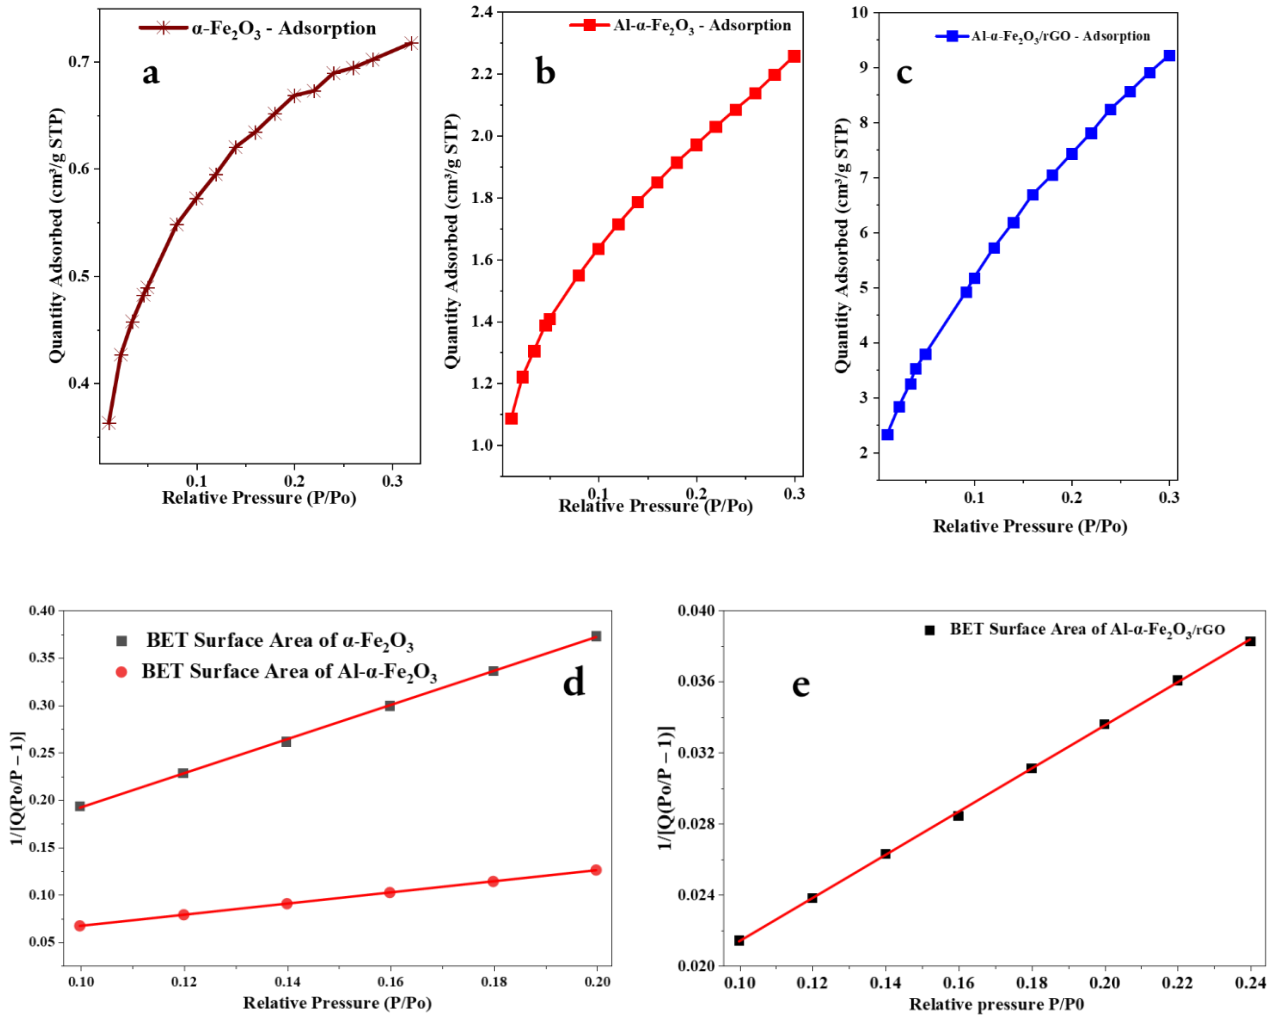 α-Fe₂O₃ - Adsorption
a
0.7
0.6
0.5
0.4
Quantity Adsorbed (cm³/g STP)
0.1
0.2
0.3
Relative Pressure (P/Po)
Al-α-Fe₂O₃ - Adsorption
b
2.4
2.2
2.0
1.8
1.6
1.4
1.2
1.0
Quantity Adsorbed (cm³/g STP)
0.1
0.2
0.3
Relative Pressure (P/Po)
Al-α-Fe₂O₃/rGO - Adsorption
c
10
9
8
7
6
5
4
3
2
Quantity Adsorbed (cm³/g STP)
0.1
0.2
0.3
Relative Pressure (P/Po)
BET Surface Area of α-Fe₂O₃
BET Surface Area of Al-α-Fe₂O₃
d
0.40
0.35
0.30
0.25
0.20
0.15
0.10
0.05
1/[Q(Po/P – 1)]
0.10
0.12
0.14
0.16
0.18
0.20
Relative Pressure (P/Po)
BET Surface Area of Al-α-Fe₂O₃/rGO
e
0.040
0.036
0.032
0.028
0.024
0.020
1/[Q(Po/P – 1)]
0.10
0.12
0.14
0.16
0.18
0.20
0.22
0.24
Relative pressure P/P0